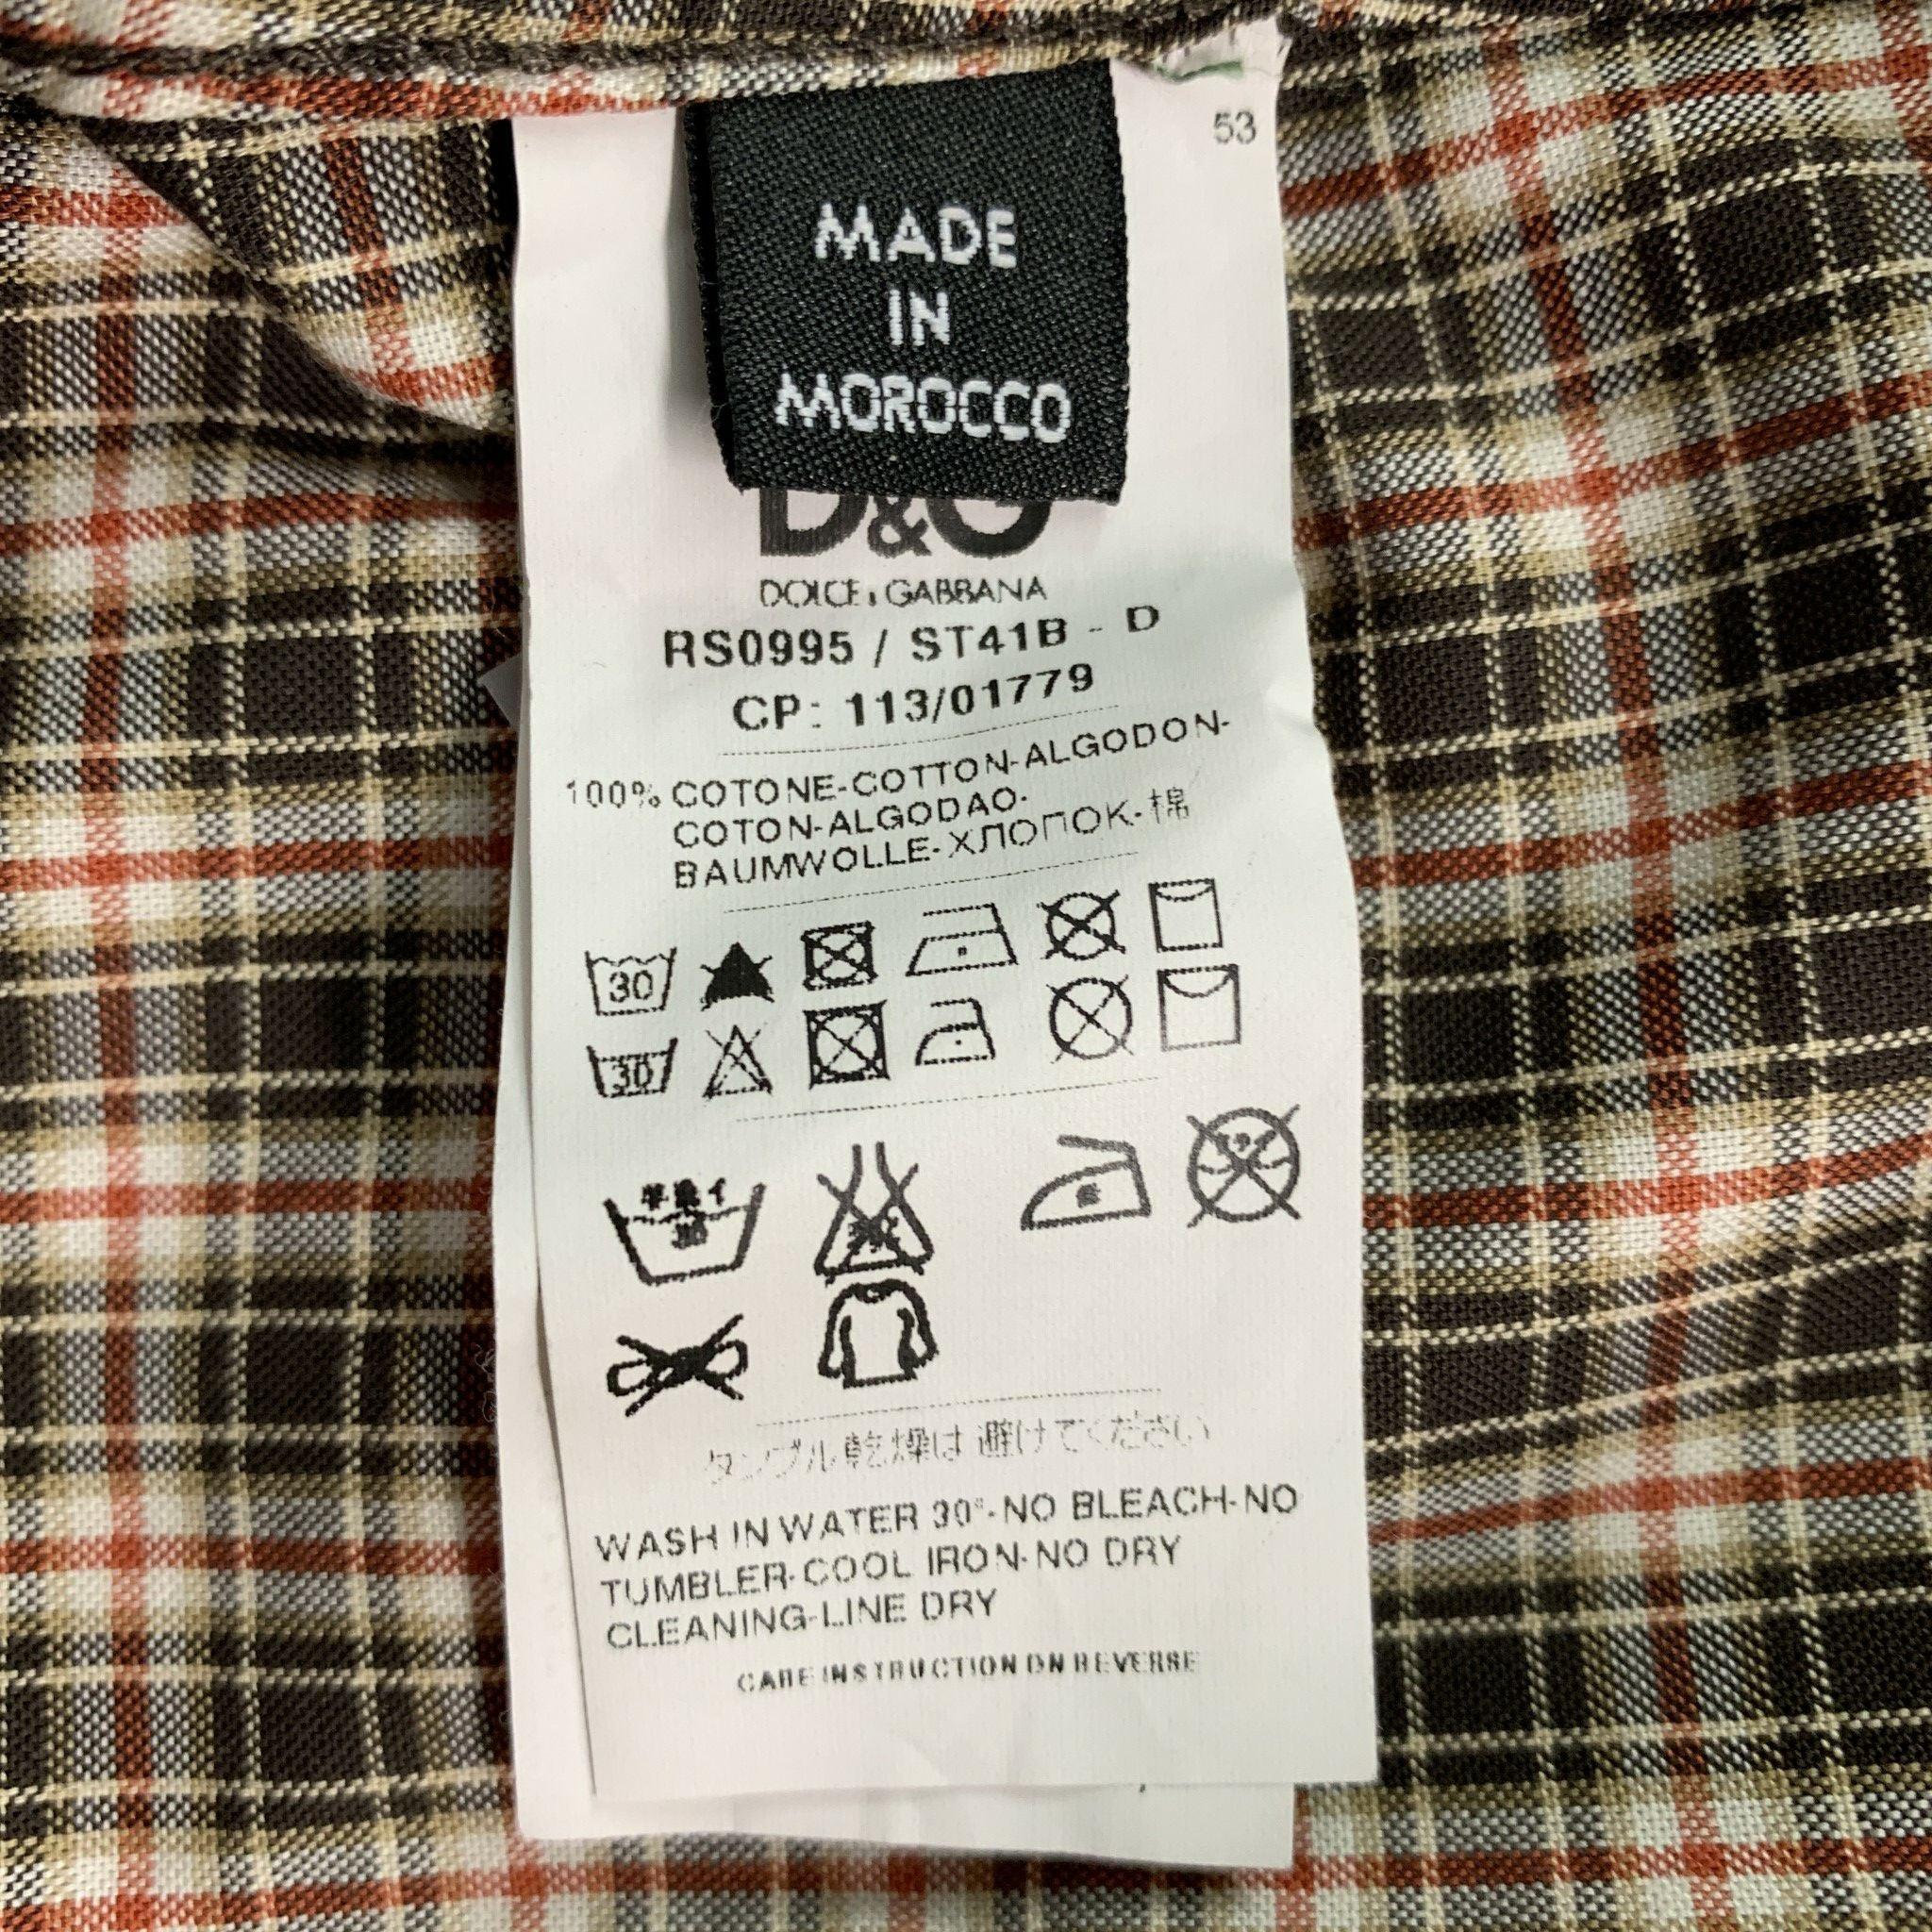 53
MADE
IN
MOROCCO
D&G
DOLCE & GABBANA
RS0995 / ST41B - D
CP: 113/01779
100% COTONE-COTTON-ALGODON-
COTON-ALGODAO-
BAUMWOLLE-ХЛОПОК-棉
30
30
タンブル乾燥は避けてください
WASH IN WATER 30°-NO BLEACH-NO
TUMBLER-COOL IRON-NO DRY
CLEANING-LINE DRY
CARE INSTRUCTION ON REVERSE